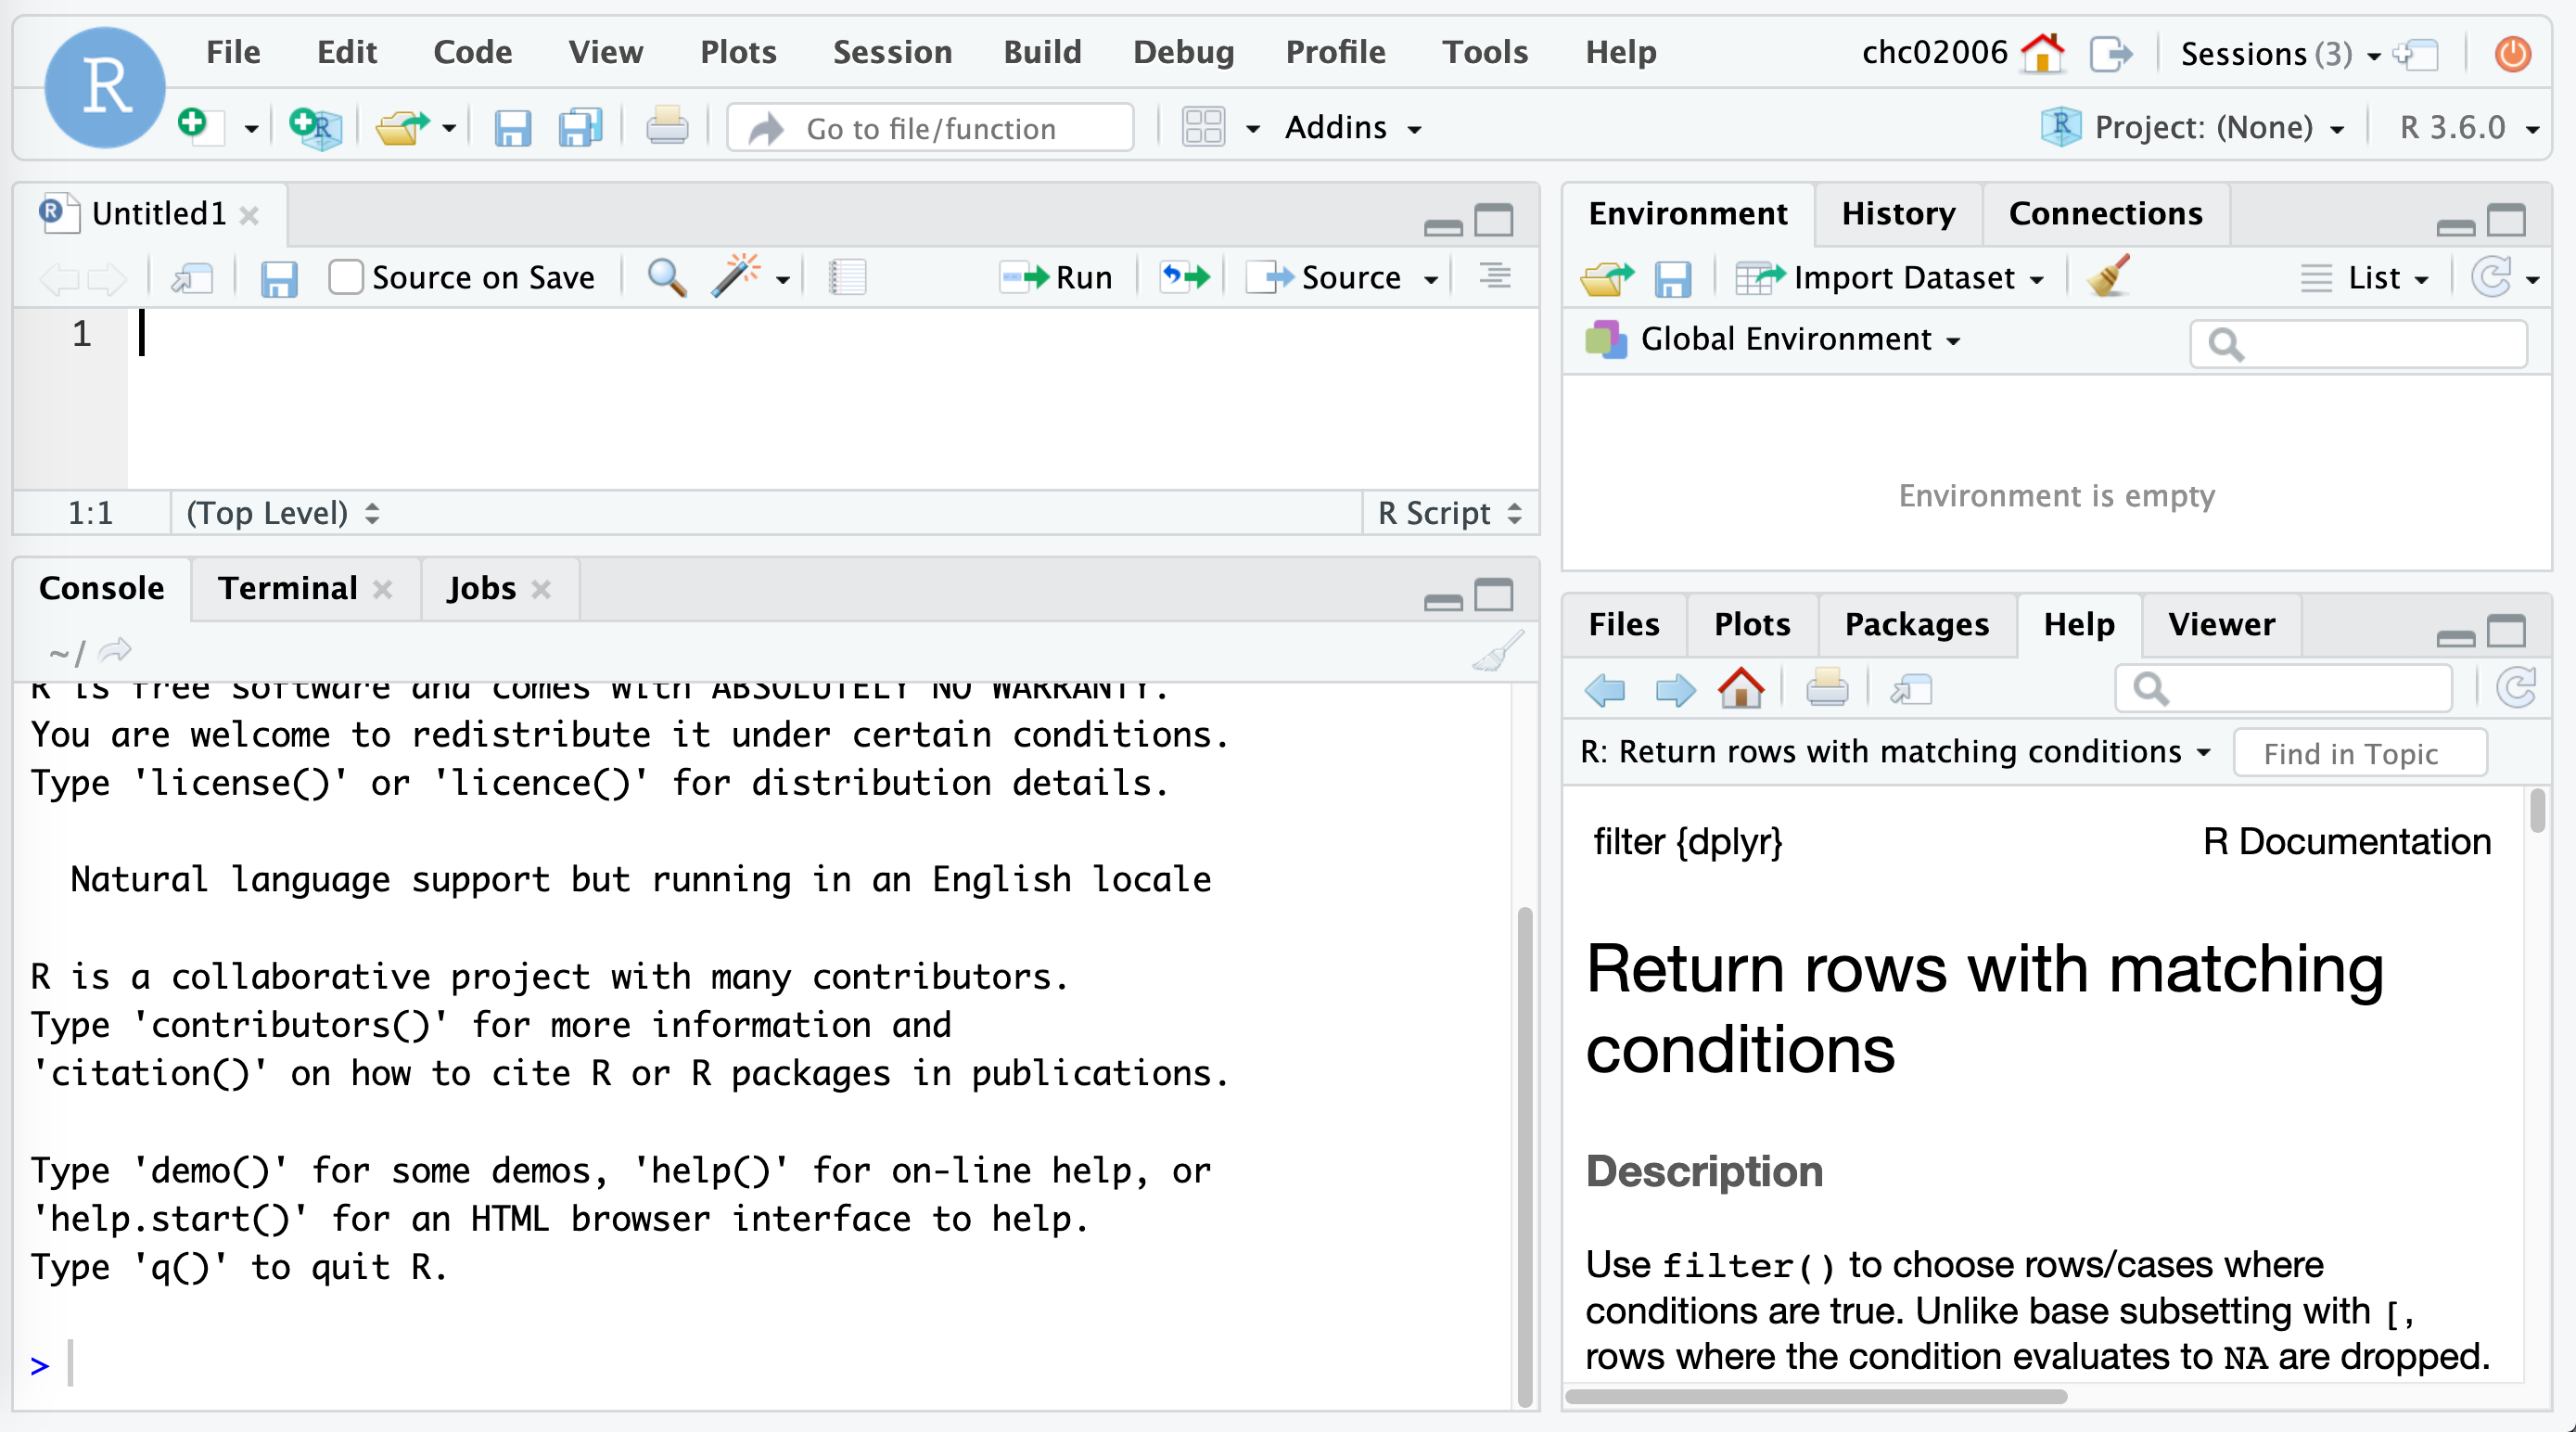 R
File Edit Code View Plots Session Build Debug Profile Tools Help
chc02006 Sessions (3)
R Go to file/function Addins
R Project: (None) R 3.6.0
R Untitled1
Source on Save Run Source
1
1:1 (Top Level) R Script
Console Terminal Jobs
~/
R is free software and comes with ABSOLUTELY NO WARRANTY.
You are welcome to redistribute it under certain conditions.
Type 'license()' or 'licence()' for distribution details.
Natural language support but running in an English locale
R is a collaborative project with many contributors.
Type 'contributors()' for more information and
'citation()' on how to cite R or R packages in publications.
Type 'demo()' for some demos, 'help()' for on-line help, or
'help.start()' for an HTML browser interface to help.
Type 'q()' to quit R.
>
Environment History Connections
Import Dataset List
Global Environment
Environment is empty
Files Plots Packages Help Viewer
R: Return rows with matching conditions Find in Topic
filter {dplyr} R Documentation
Return rows with matching
conditions
Description
Use filter() to choose rows/cases where
conditions are true. Unlike base subsetting with [,
rows where the condition evaluates to NA are dropped.